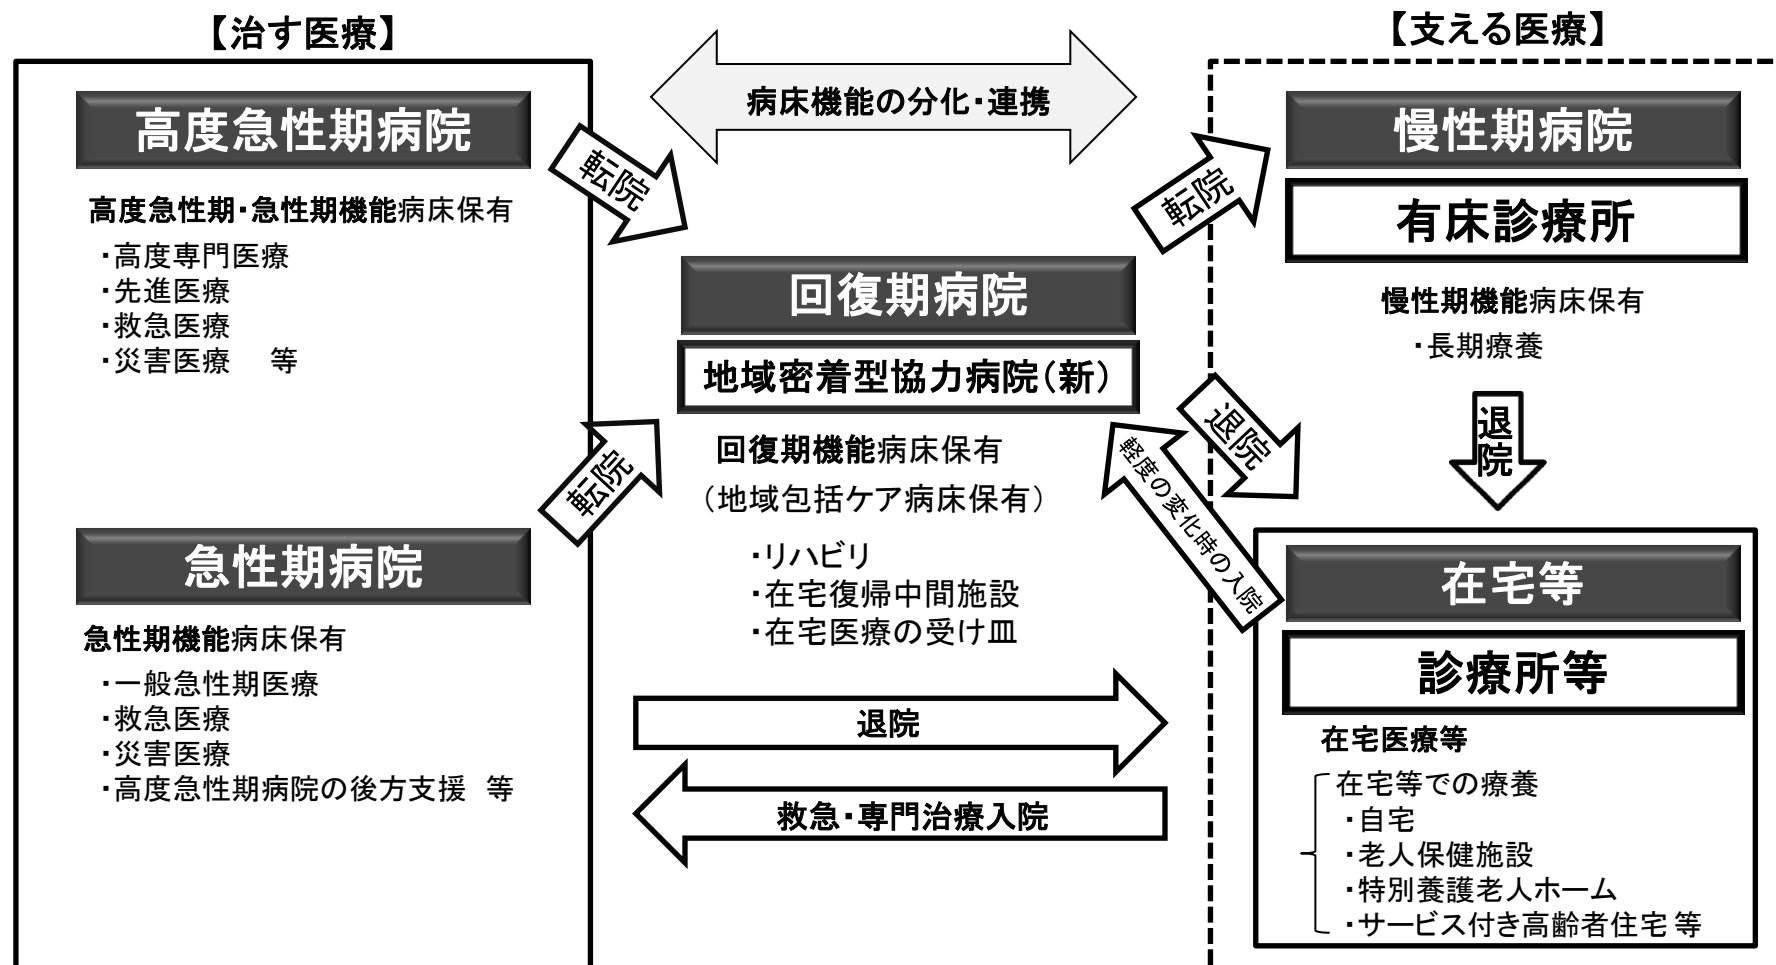 【治す医療】
高度急性期病院
高度急性期・急性期機能病床保有
・高度専門医療
・先進医療
・救急医療
・災害医療　等
転院
急性期病院
急性期機能病床保有
・一般急性期医療
・救急医療
・災害医療
・高度急性期病院の後方支援　等
転院
病床機能の分化・連携
回復期病院
地域密着型協力病院（新）
回復期機能病床保有
（地域包括ケア病床保有）
・リハビリ
・在宅復帰中間施設
・在宅医療の受け皿
退院
救急・専門治療入院
転院
退院
軽度の変化時の入院
【支える医療】
慢性期病院
有床診療所
慢性期機能病床保有
・長期療養
退院
在宅等
診療所等
在宅医療等
在宅等での療養
・自宅
・老人保健施設
・特別養護老人ホーム
・サービス付き高齢者住宅 等